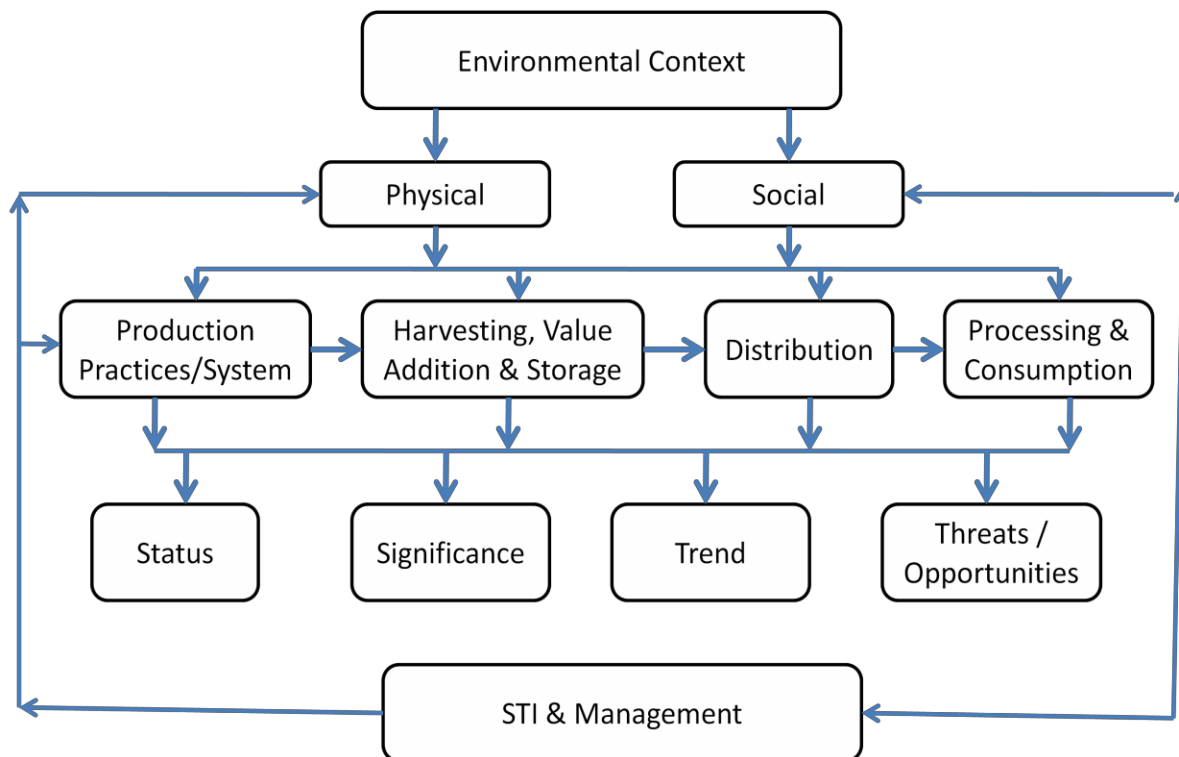 Environmental Context
Physical
Social
Production
Practices/System
Harvesting, Value
Addition & Storage
Distribution
Processing &
Consumption
Status
Significance
Trend
Threats /
Opportunities
STI & Management